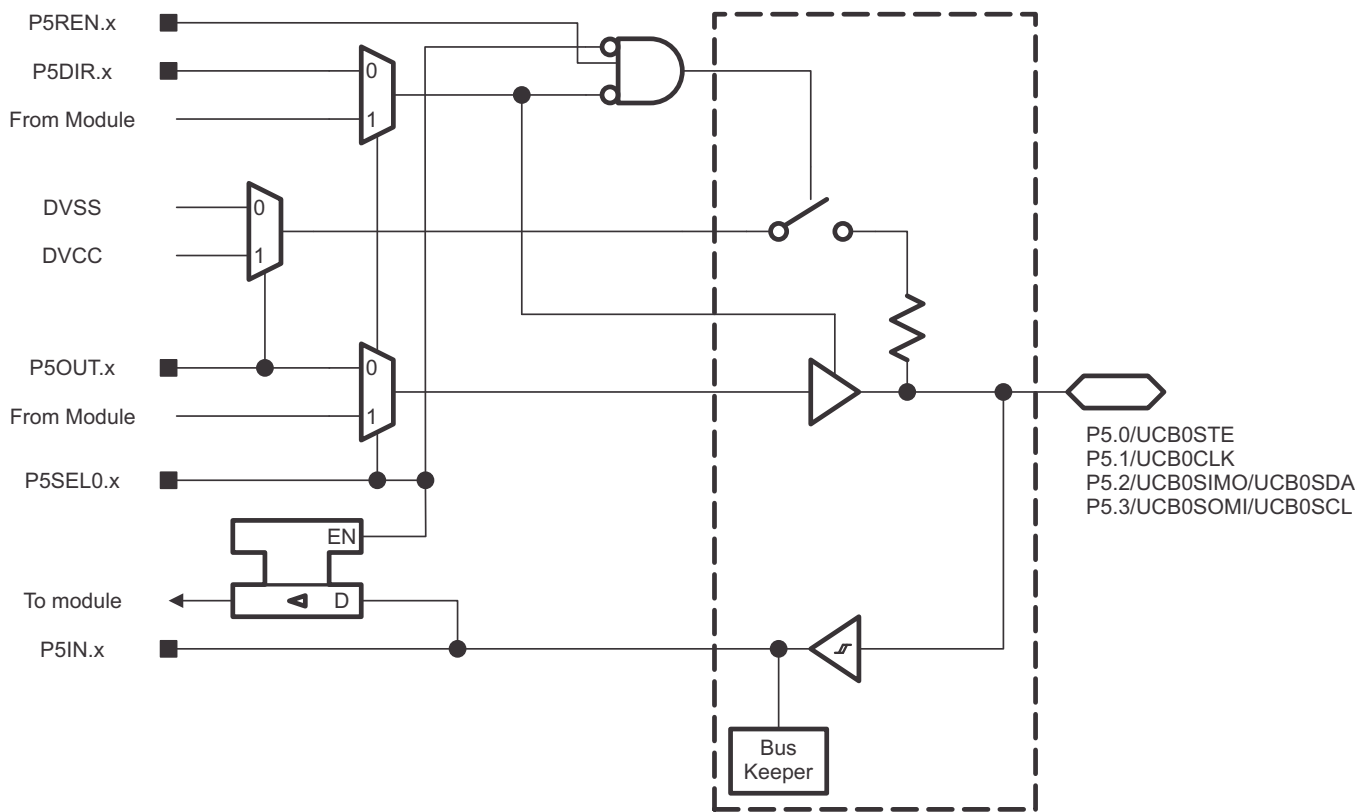 P5REN.x
P5DIR.x
0
From Module
1
DVSS
0
DVCC
1
P5OUT.x
0
From Module
1
P5.0/UCB0STE
P5.1/UCB0CLK
P5SEL0.x
P5.2/UCB0SIMO/UCB0SDA
P5.3/UCB0SOMI/UCB0SCL
EN
To module
D
P5IN.x
Bus
Keeper